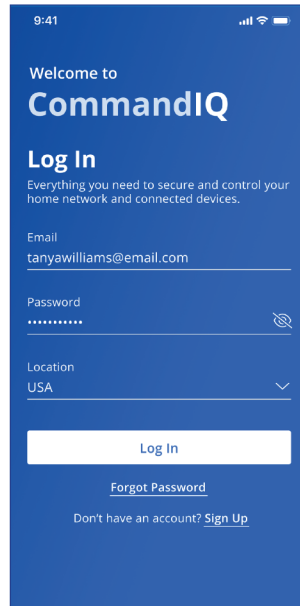 9:41
Welcome to
CommandIQ
Log In
Everything you need to secure and control your
home network and connected devices.
Email
tanyawilliams@email.com
Password
•••••••••••
Location
USA
Log In
Forgot Password
Don't have an account? Sign Up